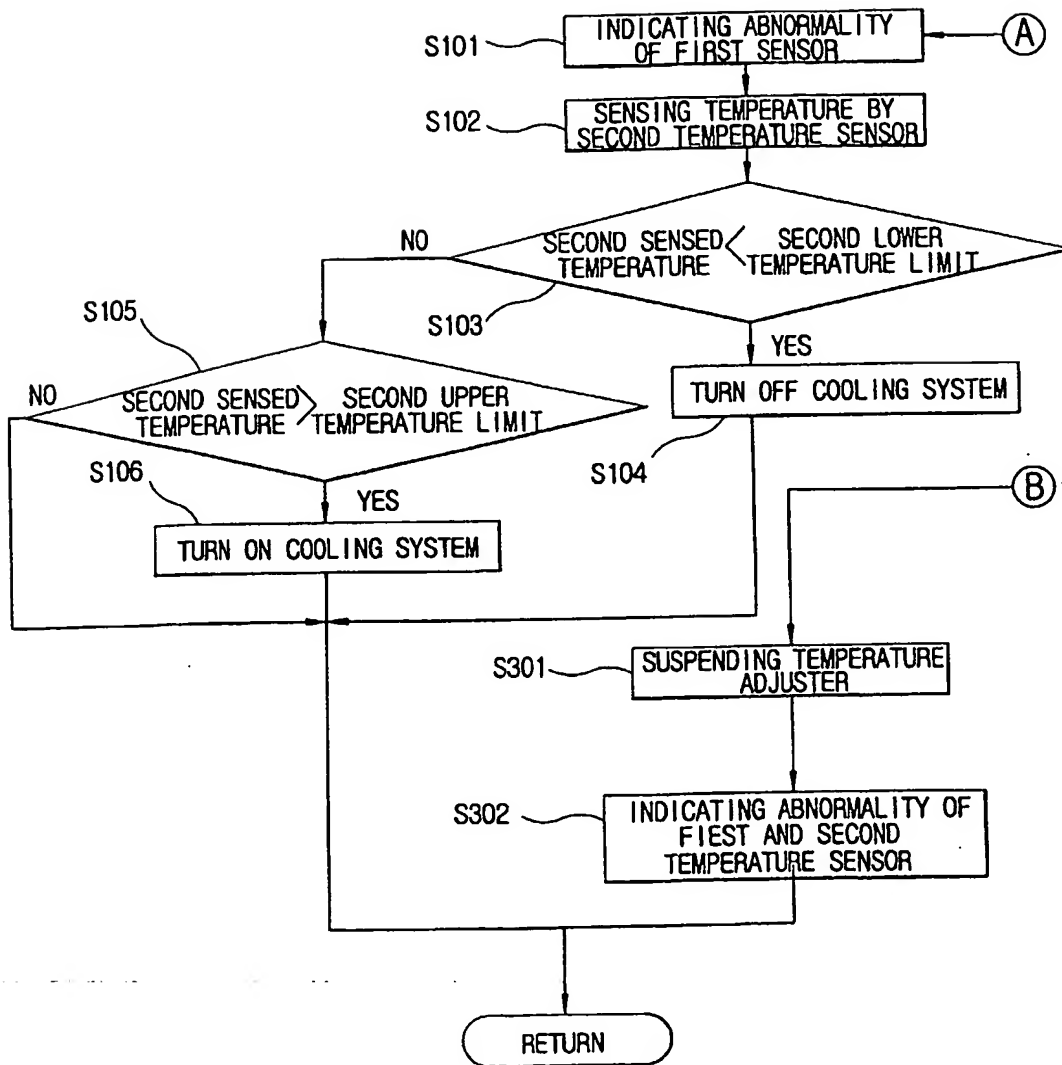 S101
INDICATING ABNORMALITY
OF FIRST SENSOR
A
S102
SENSING TEMPERATURE BY
SECOND TEMPERATURE SENSOR
NO
SECOND SENSED
TEMPERATURE
<
SECOND LOWER
TEMPERATURE LIMIT
S103
YES
S105
NO
SECOND SENSED
TEMPERATURE
>
SECOND UPPER
TEMPERATURE LIMIT
TURN OFF COOLING SYSTEM
S104
S106
YES
TURN ON COOLING SYSTEM
B
S301
SUSPENDING TEMPERATURE
ADJUSTER
S302
INDICATING ABNORMALITY OF
FIEST AND SECOND
TEMPERATURE SENSOR
RETURN